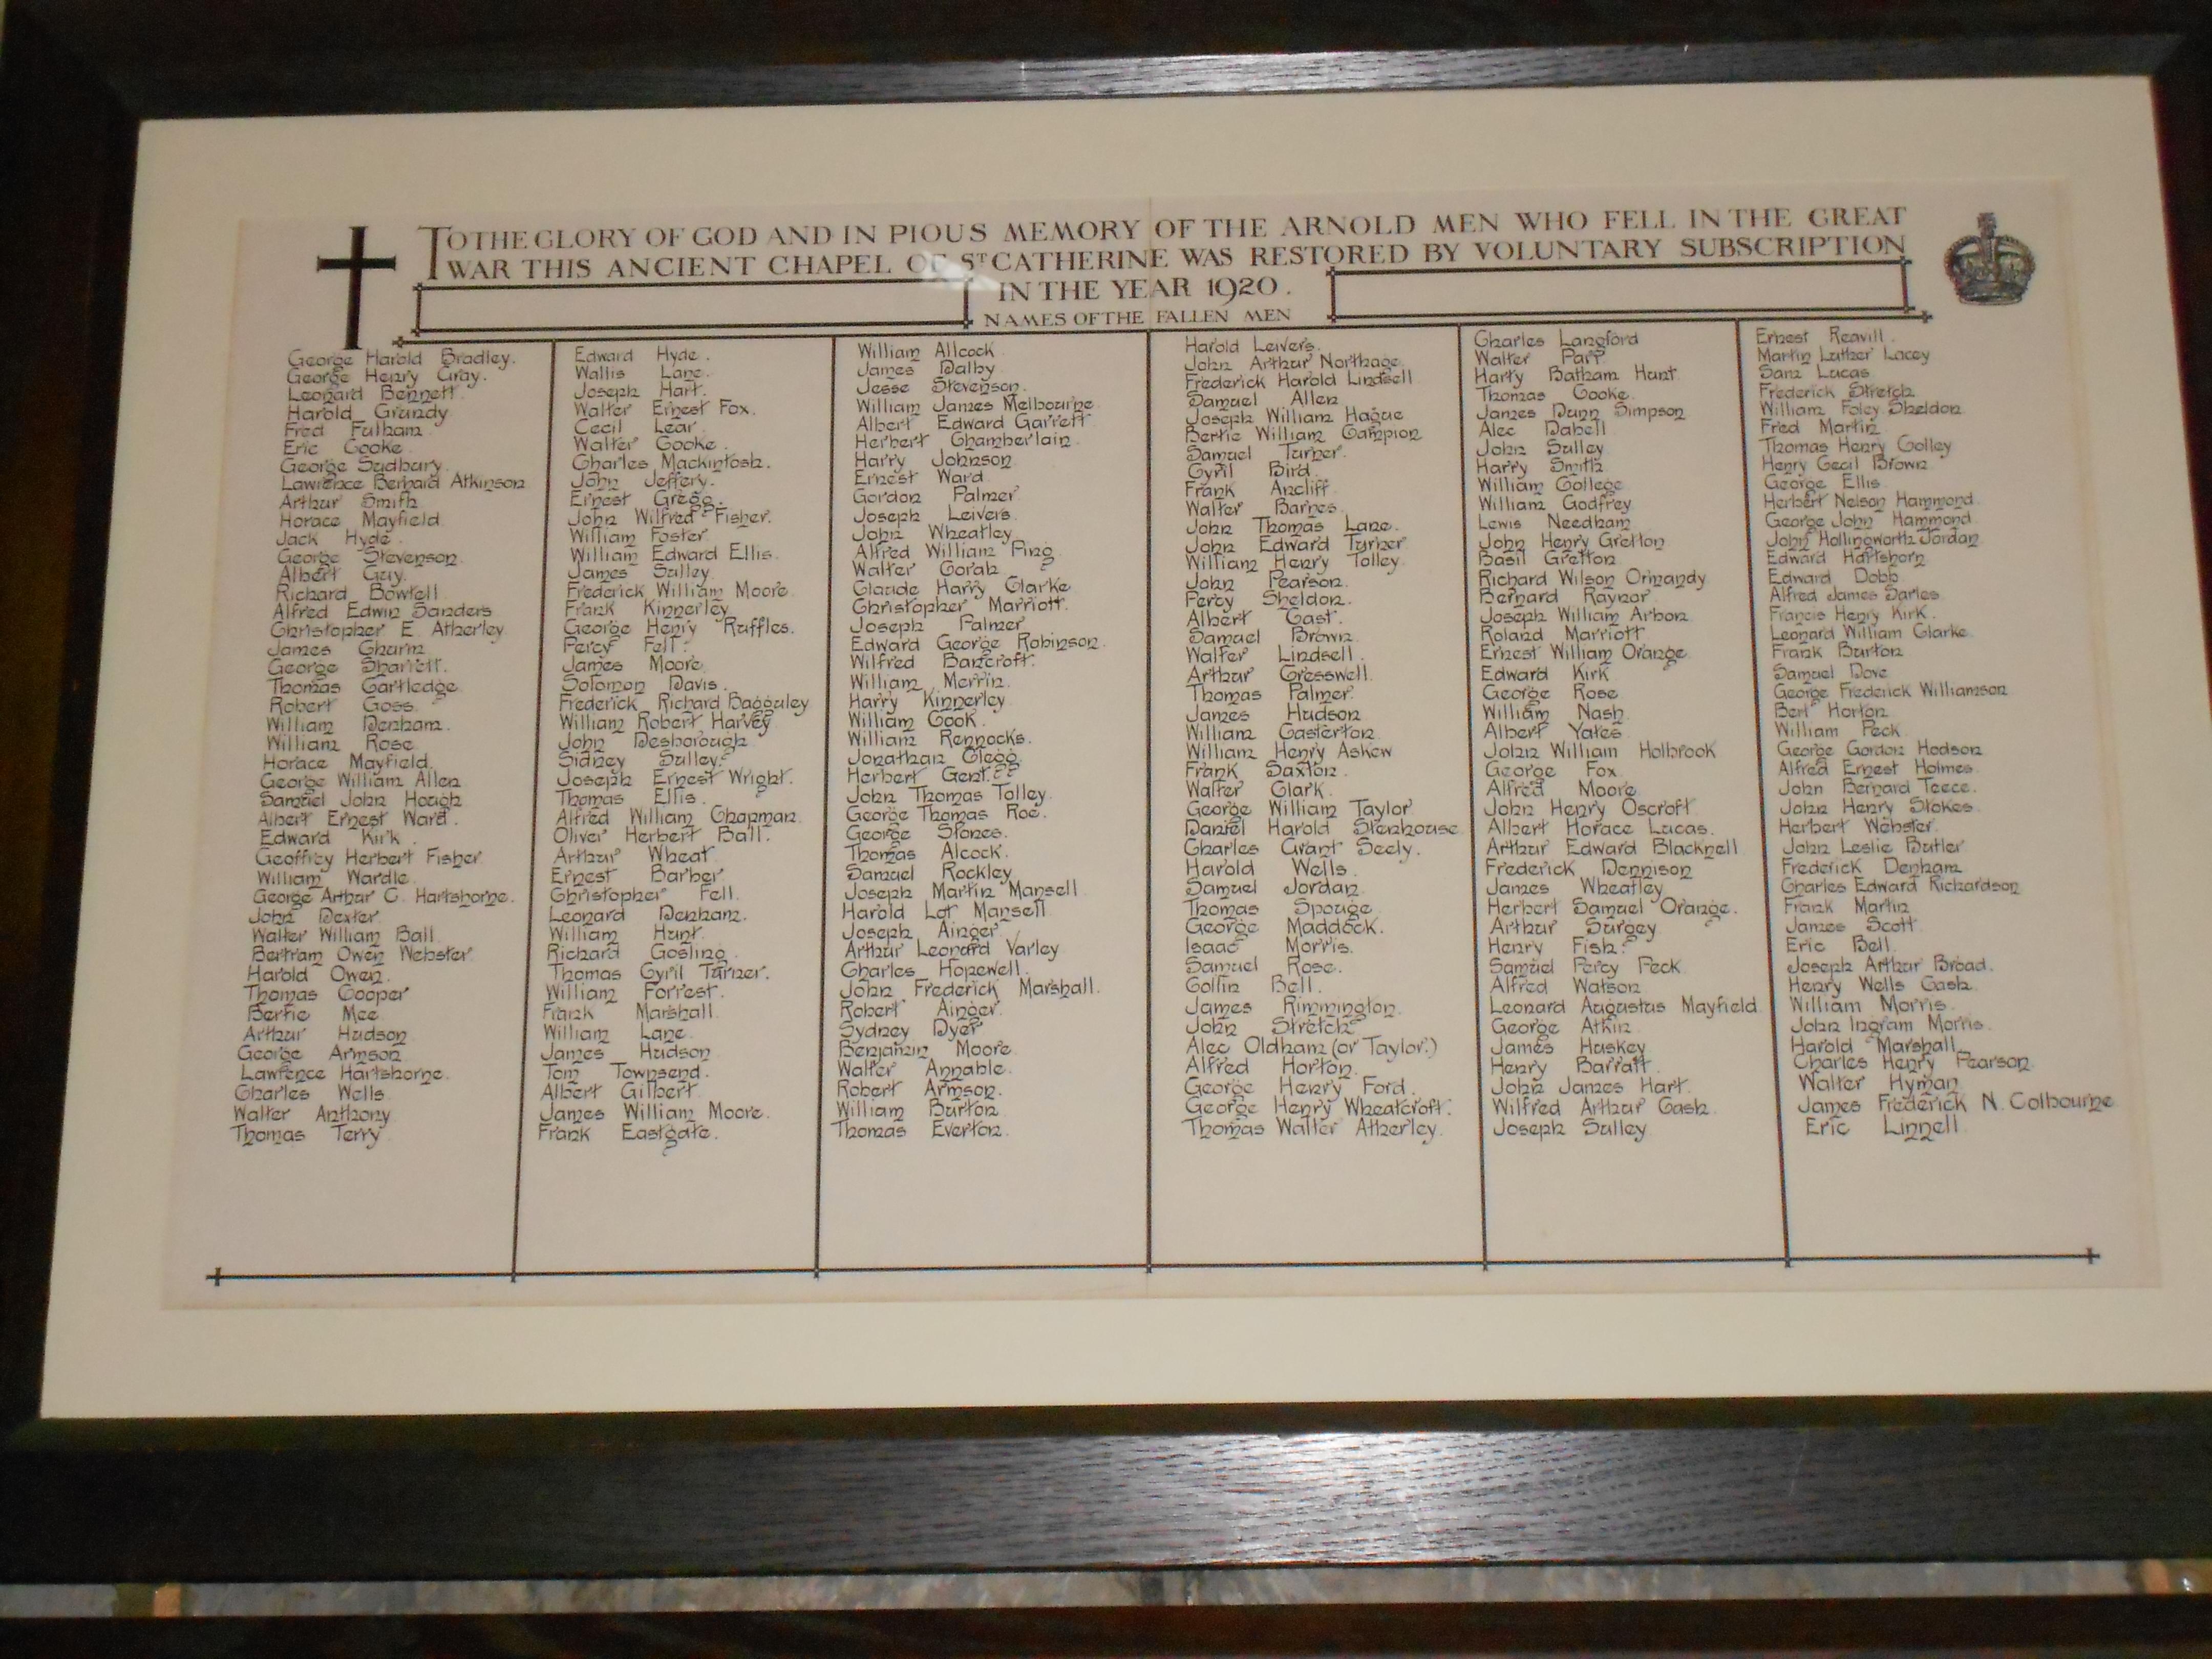 TO THE GLORY OF GOD AND IN PIOUS MEMORY OF THE ARNOLD MEN WHO FELL IN THE GREAT
WAR THIS ANCIENT CHAPEL OF ST CATHERINE WAS RESTORED BY VOLUNTARY SUBSCRIPTION
IN THE YEAR 1920.
NAMES OF THE FALLEN MEN
George Harold Bradley.
George Henry Gray.
Leonard Bennett.
Harold Grundy
Fred Fulham
Eric Cooke
George Sudbury.
Lawrence Bernard Atkinson
Arthur Smith
Horace Mayfield.
Jack Hyde
George Stevenson
Albert Guy.
Richard Bowtell
Alfred Edwin Sanders
Christopher E. Atherley
James Churm
George Sharrott.
Thomas Cartledge
Robert Goss.
William Denham.
William Rose
Horace Mayfield.
George William Allen
Samuel John Hough
Albert Ernest Ward.
Edward Kirk.
Geoffrey Herbert Fisher
William Wardle.
George Arthur C. Hartshorne.
John Dexter
Walter William Ball.
Bertram Owen Webster
Harold Owen.
Thomas Cooper
Bertie Mee
Arthur Hudson
George Armson
Lawrence Hartshorne.
Charles Wells
Walter Anthony
Thomas Terry.
Edward Hyde.
Wallis Lane.
Joseph Hart.
Walter Ernest Fox.
Cecil Lear
Walter Cooke.
Charles Mackintosh.
John Jeffery.
Ernest Gregg.
John Wilfred Fisher.
William Foster
William Edward Ellis.
James Sulley
Frederick William Moore
Frank Kinnerley
George Henry Ruffles.
Percy Fell.
James Moore
Solomon Davis.
Frederick Richard Bagguley
William Robert Harvey
John Desborough
Sidney Sulley.
Joseph Ernest Wright.
Thomas Ellis.
Alfred William Chapman.
Oliver Herbert Ball.
Arthur Wheat
Ernest Barber
Christopher Fell.
Leonard Denham.
William Hunt.
Richard Gosling
Thomas Cyril Turner.
William Forrest.
Frank Marshall.
William Lane.
James Hudson
Tom Townsend.
Albert Gilbert
James William Moore.
Frank Eastgate.
William Allcock
James Dalby
Jesse Stevenson.
William James Melbourne
Albert Edward Garrett
Herbert Chamberlain.
Harry Johnson
Ernest Ward
Gordon Palmer
Joseph Leivers.
John Wheatley
Alfred William Ping
Walter Gorah
Claude Harry Clarke
Christopher Marriott.
Joseph Palmer
Edward George Robinson.
Wilfred Bancroft.
William Merrin.
Harry Kinnerley
William Cook.
William Rennocks.
Jonathan Clegg.
Herbert Gent.
John Thomas Tolley.
George Thomas Roe.
George Stones.
Thomas Alcock.
Samuel Rockley
Joseph Martin Mansell
Harold Lot Mansell
Joseph Ainger
Arthur Leonard Varley
Charles Hopewell.
John Frederick Marshall.
Robert Ainger.
Sydney Dyer
Benjamin Moore
Walter Annable.
Robert Armson.
William Burton
Thomas Everton.
Harold Leivers.
John Arthur Northage.
Frederick Harold Lindsell
Samuel Allen
Joseph William Hague
Bertie William Campion
Samuel Turner.
Cyril Bird.
Frank Ancliff
Walter Barnes.
John Thomas Lane.
John Edward Turner
William Henry Tolley
John Pearson.
Percy Sheldon.
Albert Cast.
Samuel Brown
Walter Lindsell.
Arthur Cresswell.
Thomas Palmer.
James Hudson
William Casterton
William Henry Askew
Frank Saxton.
Walter Clark.
George William Taylor
Daniel Harold Stenhouse
Charles Grant Seely.
Harold Wells.
Samuel Jordan
Thomas Spouge
George Maddock.
Isaac Morris.
Samuel Rose.
Collin Bell.
James Rimmington.
John Stretch
Alec Oldham (or Taylor.)
Alfred Horton.
George Henry Ford.
George Henry Wheatcroft.
Thomas Walter Atherley.
Charles Langford
Walter Parr
Harry Batham Hunt
Thomas Cooke.
James Dunn Simpson
Alec Dabell
John Sulley
Harry Smith
William College
William Godfrey
Lewis Needham
John Henry Gretton
Basil Gretton
Richard Wilson Ormandy
Bernard Raynor
Joseph William Arbon.
Roland Marriott
Ernest William Orange
Edward Kirk
George Rose
William Nash
Albert Yates
John William Holbrook
George Fox.
Alfred Moore
John Henry Oscroft.
Albert Horace Lucas.
Arthur Edward Blacknell
Frederick Dennison
James Wheatley
Herbert Samuel Orange.
Arthur Surgey
Henry Fish.
Samuel Percy Peck
Alfred Watson
Leonard Augustus Mayfield
George Atkin.
James Huskey
Henry Barratt.
John James Hart.
Wilfred Arthur Cash.
Joseph Sulley
Ernest Reavill.
Martin Luther Lacey
Sam Lucas
Frederick Stretch
William Foley Sheldon
Fred Martin
Thomas Henry Colley
Henry Cecil Brown
George Ellis
Herbert Nelson Hammond
George John Hammond
John Hollingworth Jordan
Edward Hartshorn
Edward Dobb
Alfred James Sarles
Francis Henry Kirk.
Leonard William Clarke
Frank Burton
Samuel Dove
George Frederick Williamson
Bert Horton
William Peck
George Gordon Hodson
Alfred Ernest Holmes
John Bernard Teece.
John Henry Stokes
Herbert Webster
John Leslie Butler
Frederick Denham
Charles Edward Richardson
Frank Martin
James Scott
Eric Bell.
Joseph Arthur Broad.
Henry Wells Cash.
William Morris.
John Ingram Morris.
Harold Marshall
Charles Henry Pearson
Walter Hyman
James Frederick N. Colbourne
Eric Linnell